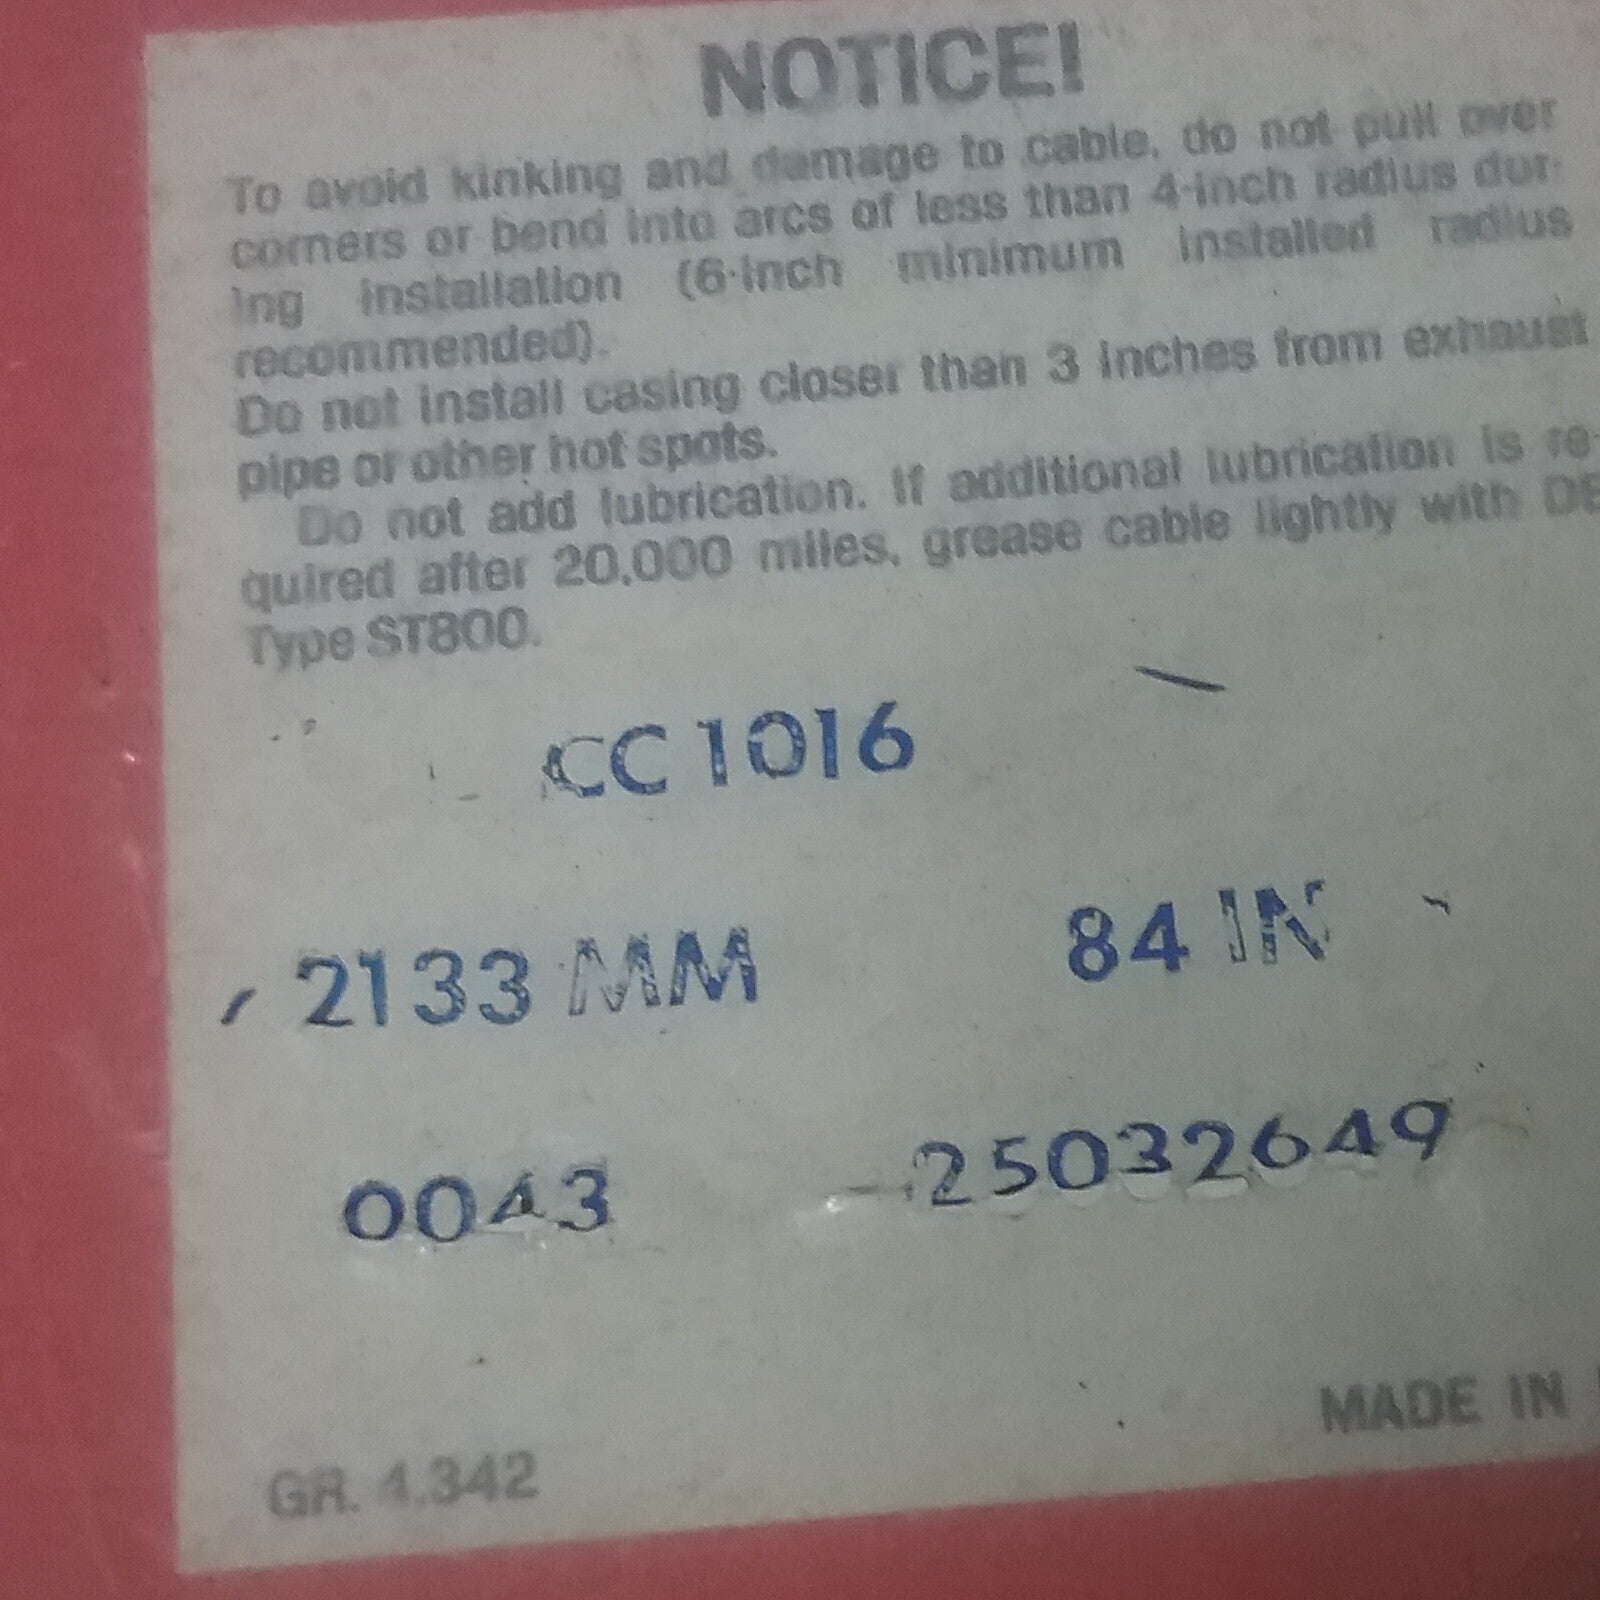 NOTICE!
To avoid kinking and damage to cable, do not pull over
corners or bend into arcs of less than 4-inch radius dur-
ing installation (6-inch minimum installed radius
recommended).
Do not install casing closer than 3 inches from exhaust
pipe or other hot spots.
Do not add lubrication. If additional lubrication is re-
quired after 20,000 miles, grease cable lightly with
Type ST800.
CC 1016
2133 MM 84 IN
0043 25032649
MADE IN
GR. 4.342